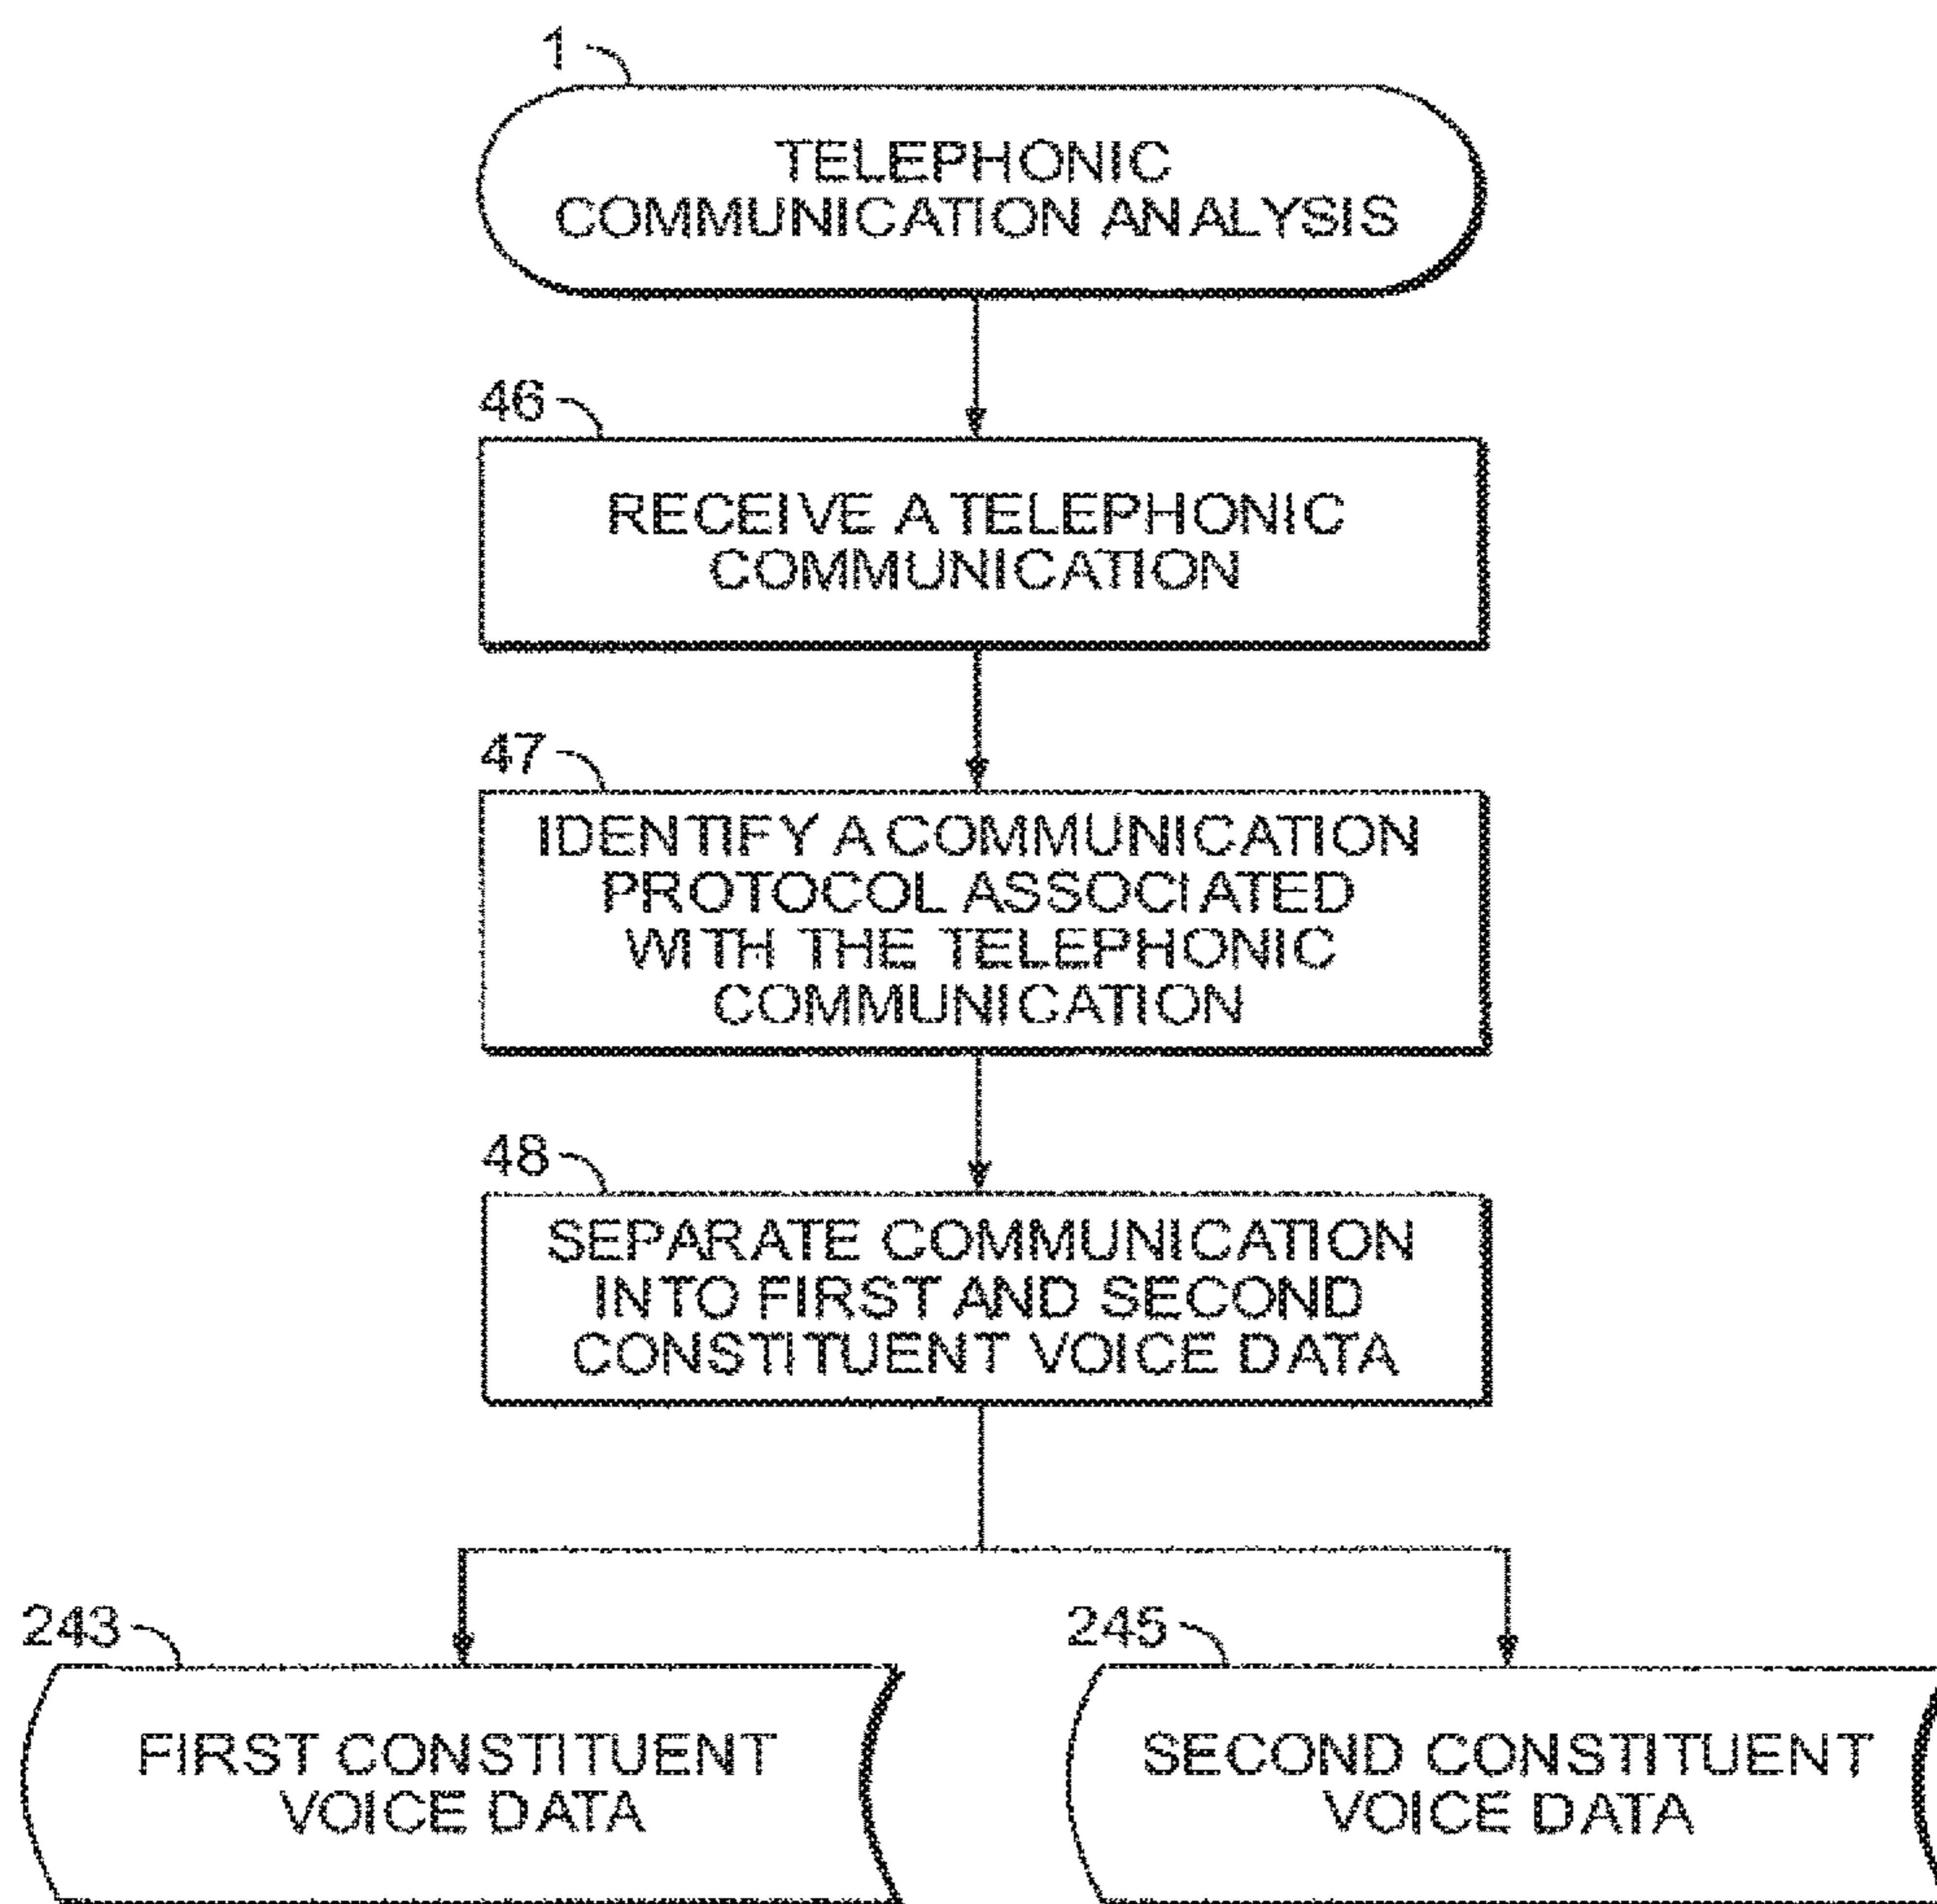 1
TELEPHONIC
COMMUNICATION ANALYSIS
46
RECEIVE A TELEPHONIC
COMMUNICATION
47
IDENTIFY A COMMUNICATION
PROTOCOL ASSOCIATED
WITH THE TELEPHONIC
COMMUNICATION
48
SEPARATE COMMUNICATION
INTO FIRST AND SECOND
CONSTITUENT VOICE DATA
243
FIRST CONSTITUENT
VOICE DATA
245
SECOND CONSTITUENT
VOICE DATA